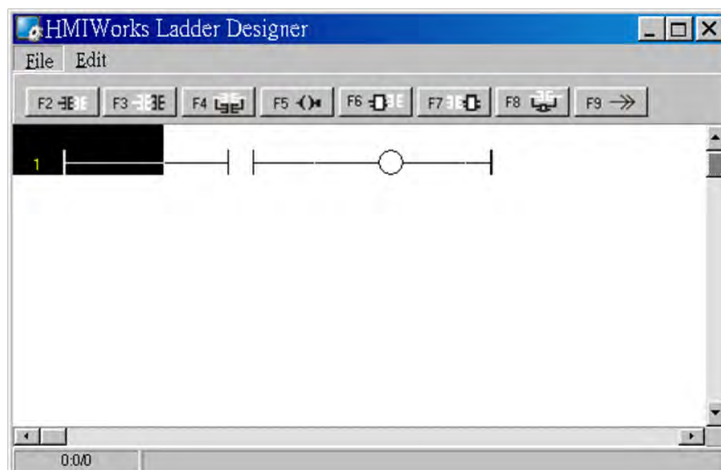 HMIWorks Ladder Designer
File Edit
F2 F3 F4 F5 F6 F7 F8 F9
1
0:0/0